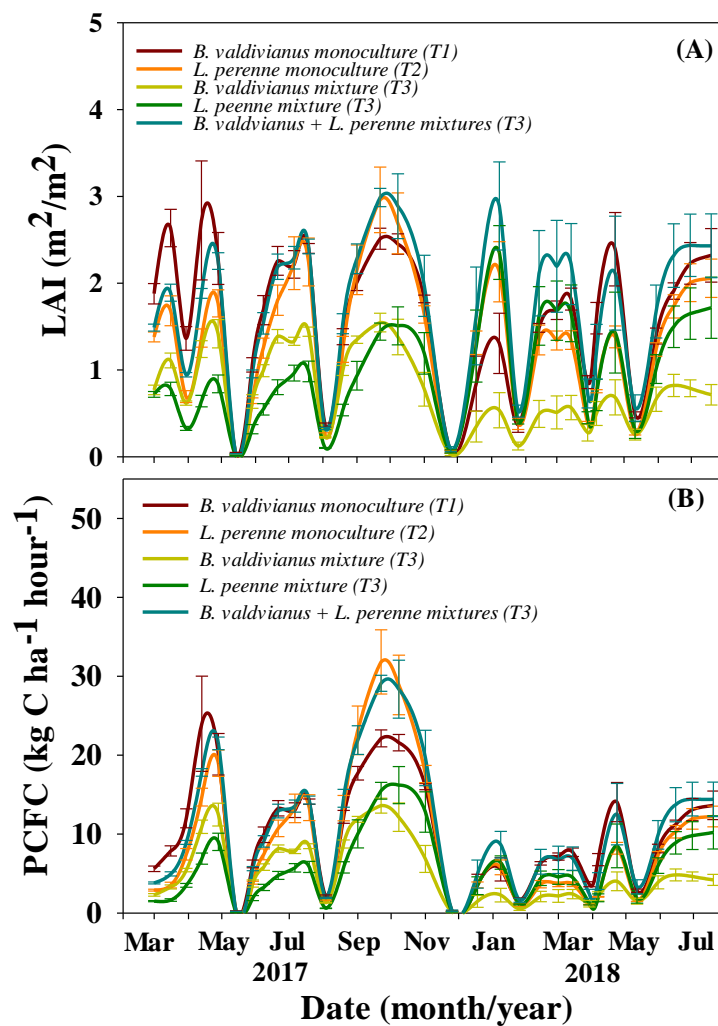 5
(A)
B. valdivianus monoculture (T1)
L. perenne monoculture (T2)
B. valdivianus mixture (T3)
L. peenne mixture (T3)
B. valdvianus + L. perenne mixtures (T3)
4
3
2
1
0
LAI (m²/m²)
(B)
B. valdivianus monoculture (T1)
L. perenne monoculture (T2)
B. valdivianus mixture (T3)
L. peenne mixture (T3)
B. valdvianus + L. perenne mixtures (T3)
50
40
30
20
10
0
PCFC (kg C ha⁻¹ hour⁻¹)
Mar May Jul Sep Nov Jan Mar May Jul
2017 2018
Date (month/year)